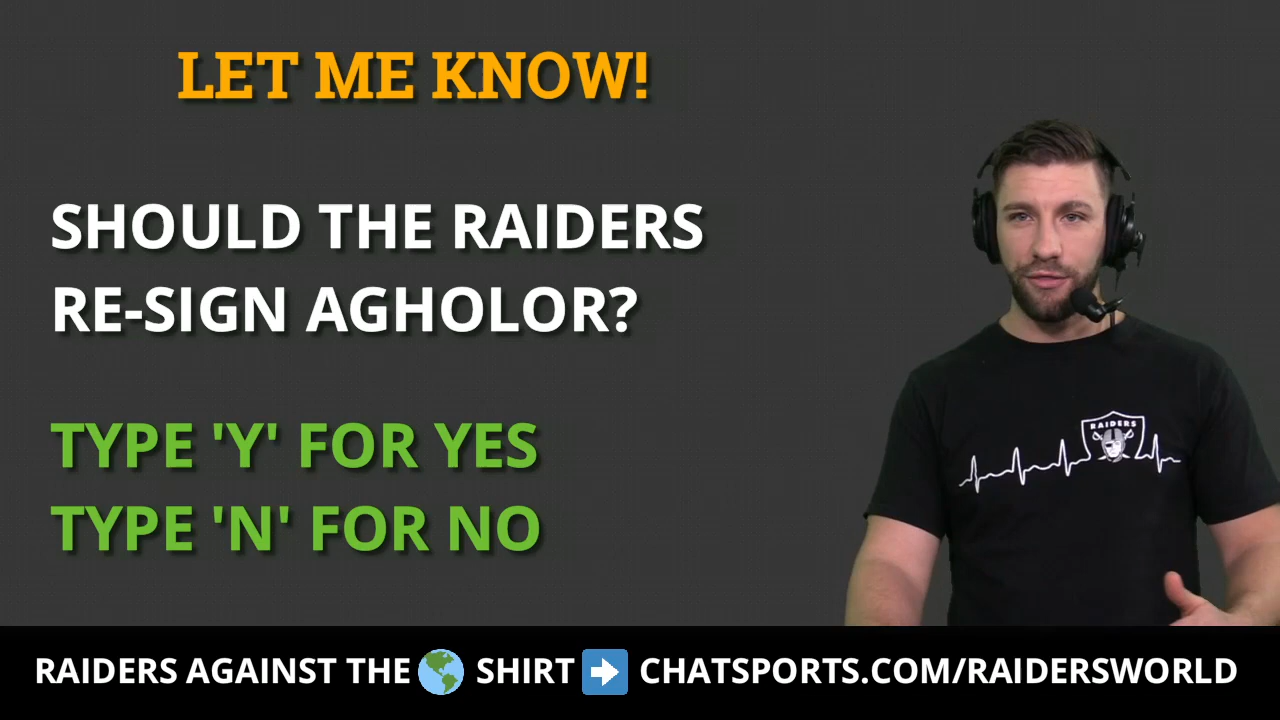 LET ME KNOW!
SHOULD THE RAIDERS
RE-SIGN AGHOLOR?
TYPE 'Y' FOR YES
TYPE 'N' FOR NO
RAIDERS
RAIDERS AGAINST THE 🌎 SHIRT ➡️ CHATSPORTS.COM/RAIDERSWORLD